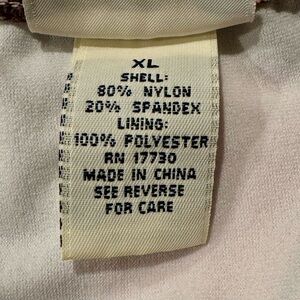 XL
SHELL:
80% NYLON
20% SPANDEX
LINING:
100% POLYESTER
RN 17730
MADE IN CHINA
SEE REVERSE
FOR CARE